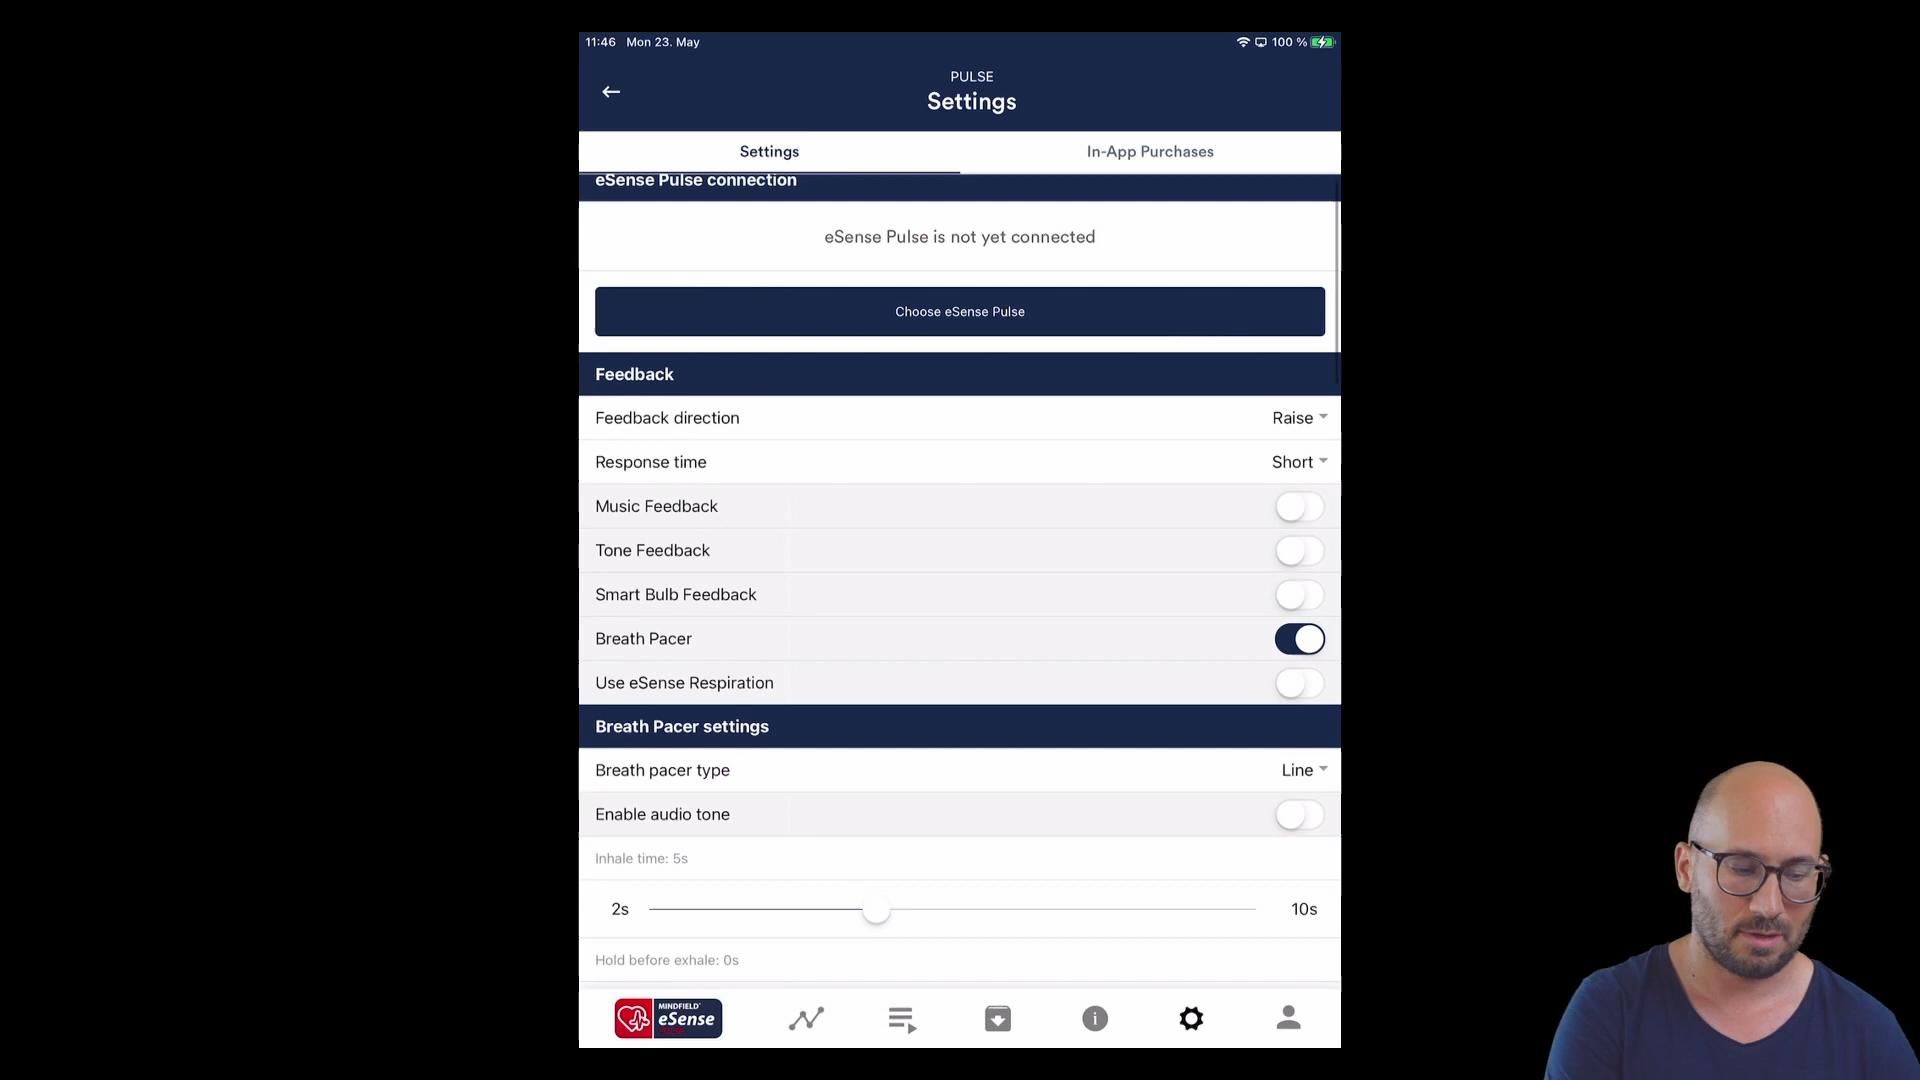 11:46 Mon 23. May
100 %
PULSE
Settings
Settings
In-App Purchases
eSense Pulse connection
eSense Pulse is not yet connected
Choose eSense Pulse
Feedback
Feedback direction
Raise
Response time
Short
Music Feedback
Tone Feedback
Smart Bulb Feedback
Breath Pacer
Use eSense Respiration
Breath Pacer settings
Breath pacer type
Line
Enable audio tone
Inhale time: 5s
2s
10s
Hold before exhale: 0s
MINDFIELD
eSense
PULSE